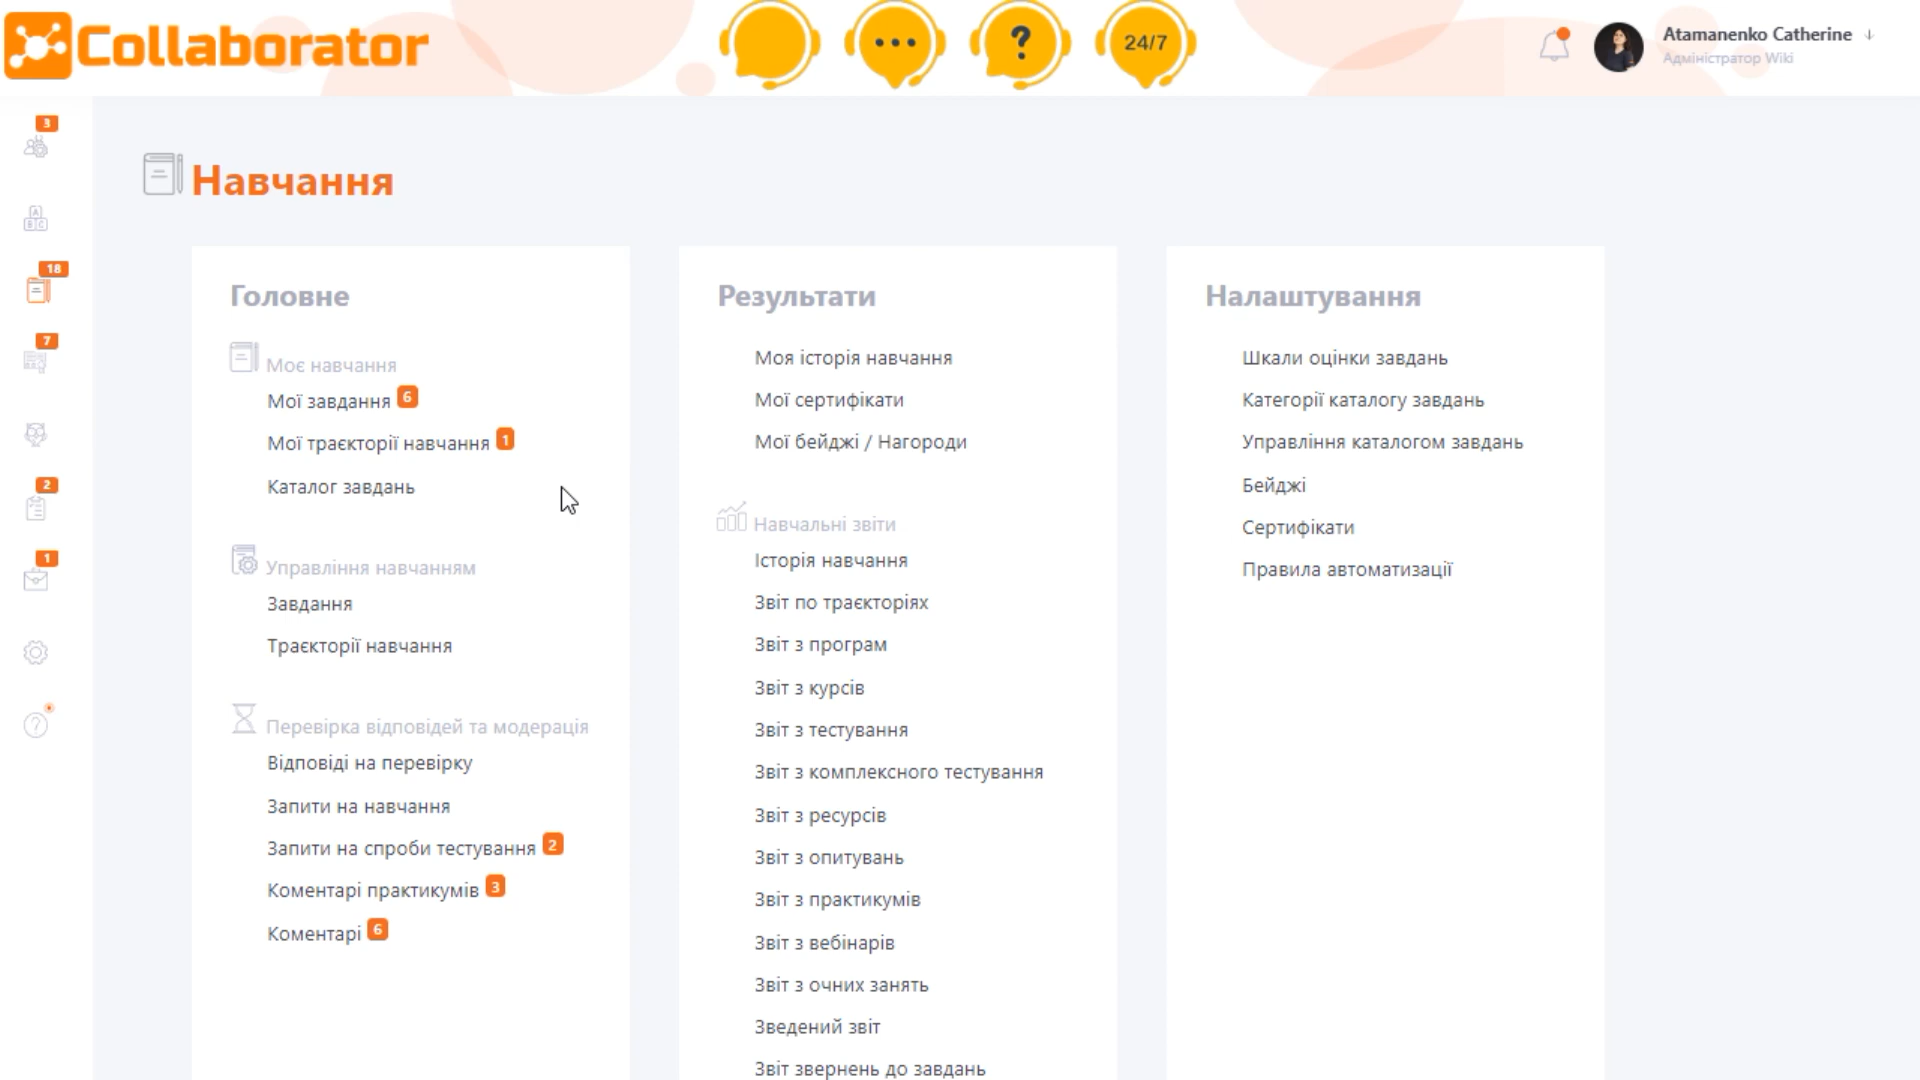 Collaborator
?
24/7
Atamanenko Catherine
Адміністратор Wiki
3
18
7
2
1
?
Навчання
Головне
Моє навчання
Мої завдання 6
Мої траєкторії навчання 1
Каталог завдань
Управління навчанням
Завдання
Траєкторії навчання
Перевірка відповідей та модерація
Відповіді на перевірку
Запити на навчання
Запити на спроби тестування 2
Коментарі практикумів 3
Коментарі 6
Результати
Моя історія навчання
Мої сертифікати
Мої бейджі / Нагороди
Навчальні звіти
Історія навчання
Звіт по траєкторіях
Звіт з програм
Звіт з курсів
Звіт з тестування
Звіт з комплексного тестування
Звіт з ресурсів
Звіт з опитувань
Звіт з практикумів
Звіт з вебінарів
Звіт з очних занять
Зведений звіт
Звіт звернень до завдань
Налаштування
Шкали оцінки завдань
Категорії каталогу завдань
Управління каталогом завдань
Бейджі
Сертифікати
Правила автоматизації